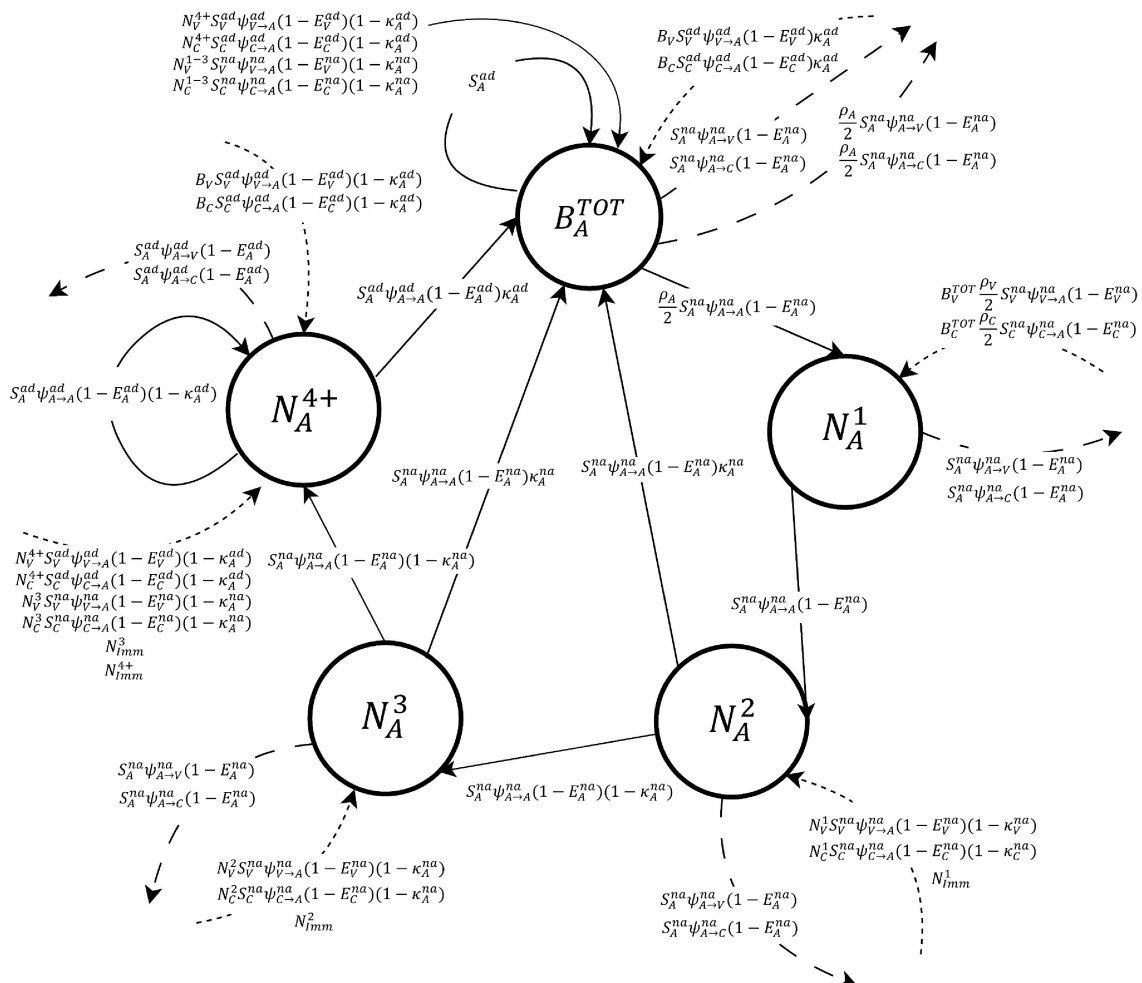 N_V^{4+}S_V^{ad}ψ_{V→A}^{ad}(1−E_V^{ad})(1−κ_A^{ad})
N_C^{4+}S_C^{ad}ψ_{C→A}^{ad}(1−E_C^{ad})(1−κ_A^{ad})
N_V^{1−3}S_V^{na}ψ_{V→A}^{na}(1−E_V^{na})(1−κ_A^{na})
N_C^{1−3}S_C^{na}ψ_{C→A}^{na}(1−E_C^{na})(1−κ_A^{na})
S_A^{ad}
B_V S_V^{ad}ψ_{V→A}^{ad}(1−E_V^{ad})κ_A^{ad}
B_C S_C^{ad}ψ_{C→A}^{ad}(1−E_C^{ad})κ_A^{ad}
S_A^{na}ψ_{A→V}^{na}(1−E_A^{na})
S_A^{na}ψ_{A→C}^{na}(1−E_A^{na})
ρ_A/2 S_A^{na}ψ_{A→V}^{na}(1−E_A^{na})
ρ_A/2 S_A^{na}ψ_{A→C}^{na}(1−E_A^{na})
B_V S_V^{ad}ψ_{V→A}^{ad}(1−E_V^{ad})(1−κ_A^{ad})
B_C S_C^{ad}ψ_{C→A}^{ad}(1−E_C^{ad})(1−κ_A^{ad})
B_A^{TOT}
S_A^{ad}ψ_{A→V}^{ad}(1−E_A^{ad})
S_A^{ad}ψ_{A→C}^{ad}(1−E_A^{ad})
S_A^{ad}ψ_{A→A}^{ad}(1−E_A^{ad})κ_A^{ad}
ρ_A/2 S_A^{na}ψ_{A→A}^{na}(1−E_A^{na})
B_V^{TOT} ρ_V/2 S_V^{na}ψ_{V→A}^{na}(1−E_V^{na})
B_C^{TOT} ρ_C/2 S_C^{na}ψ_{C→A}^{na}(1−E_C^{na})
S_A^{ad}ψ_{A→A}^{ad}(1−E_A^{ad})(1−κ_A^{ad})
N_A^{4+}
N_A^1
S_A^{na}ψ_{A→A}^{na}(1−E_A^{na})κ_A^{na}
S_A^{na}ψ_{A→A}^{na}(1−E_A^{na})κ_A^{na}
S_A^{na}ψ_{A→V}^{na}(1−E_A^{na})
S_A^{na}ψ_{A→C}^{na}(1−E_A^{na})
N_V^{4+}S_V^{ad}ψ_{V→A}^{ad}(1−E_V^{ad})(1−κ_A^{ad})
N_C^{4+}S_C^{ad}ψ_{C→A}^{ad}(1−E_C^{ad})(1−κ_A^{ad})
N_V^3 S_V^{na}ψ_{V→A}^{na}(1−E_V^{na})(1−κ_A^{na})
N_C^3 S_C^{na}ψ_{C→A}^{na}(1−E_C^{na})(1−κ_A^{na})
N_{Imm}^3
N_{Imm}^{4+}
S_A^{na}ψ_{A→A}^{na}(1−E_A^{na})(1−κ_A^{na})
S_A^{na}ψ_{A→A}^{na}(1−E_A^{na})
N_A^3
N_A^2
S_A^{na}ψ_{A→V}^{na}(1−E_A^{na})
S_A^{na}ψ_{A→C}^{na}(1−E_A^{na})
S_A^{na}ψ_{A→A}^{na}(1−E_A^{na})(1−κ_A^{na})
N_V^1 S_V^{na}ψ_{V→A}^{na}(1−E_V^{na})(1−κ_V^{na})
N_C^1 S_C^{na}ψ_{C→A}^{na}(1−E_C^{na})(1−κ_C^{na})
N_{Imm}^1
N_V^2 S_V^{na}ψ_{V→A}^{na}(1−E_V^{na})(1−κ_A^{na})
N_C^2 S_C^{na}ψ_{C→A}^{na}(1−E_C^{na})(1−κ_A^{na})
N_{Imm}^2
S_A^{na}ψ_{A→V}^{na}(1−E_A^{na})
S_A^{na}ψ_{A→C}^{na}(1−E_A^{na})